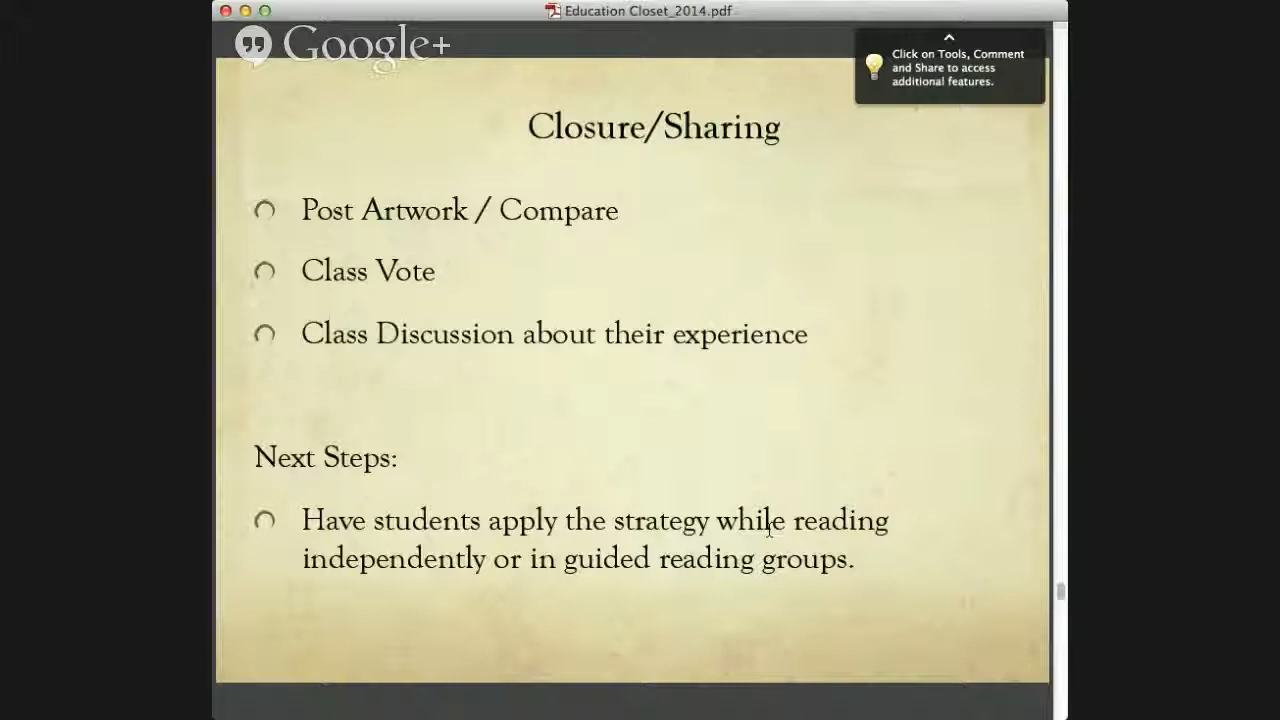 Education Closet_2014.pdf
Google+
Click on Tools, Comment
and Share to access
additional features.
Closure/Sharing
Post Artwork / Compare
Class Vote
Class Discussion about their experience
Next Steps:
Have students apply the strategy while reading
independently or in guided reading groups.